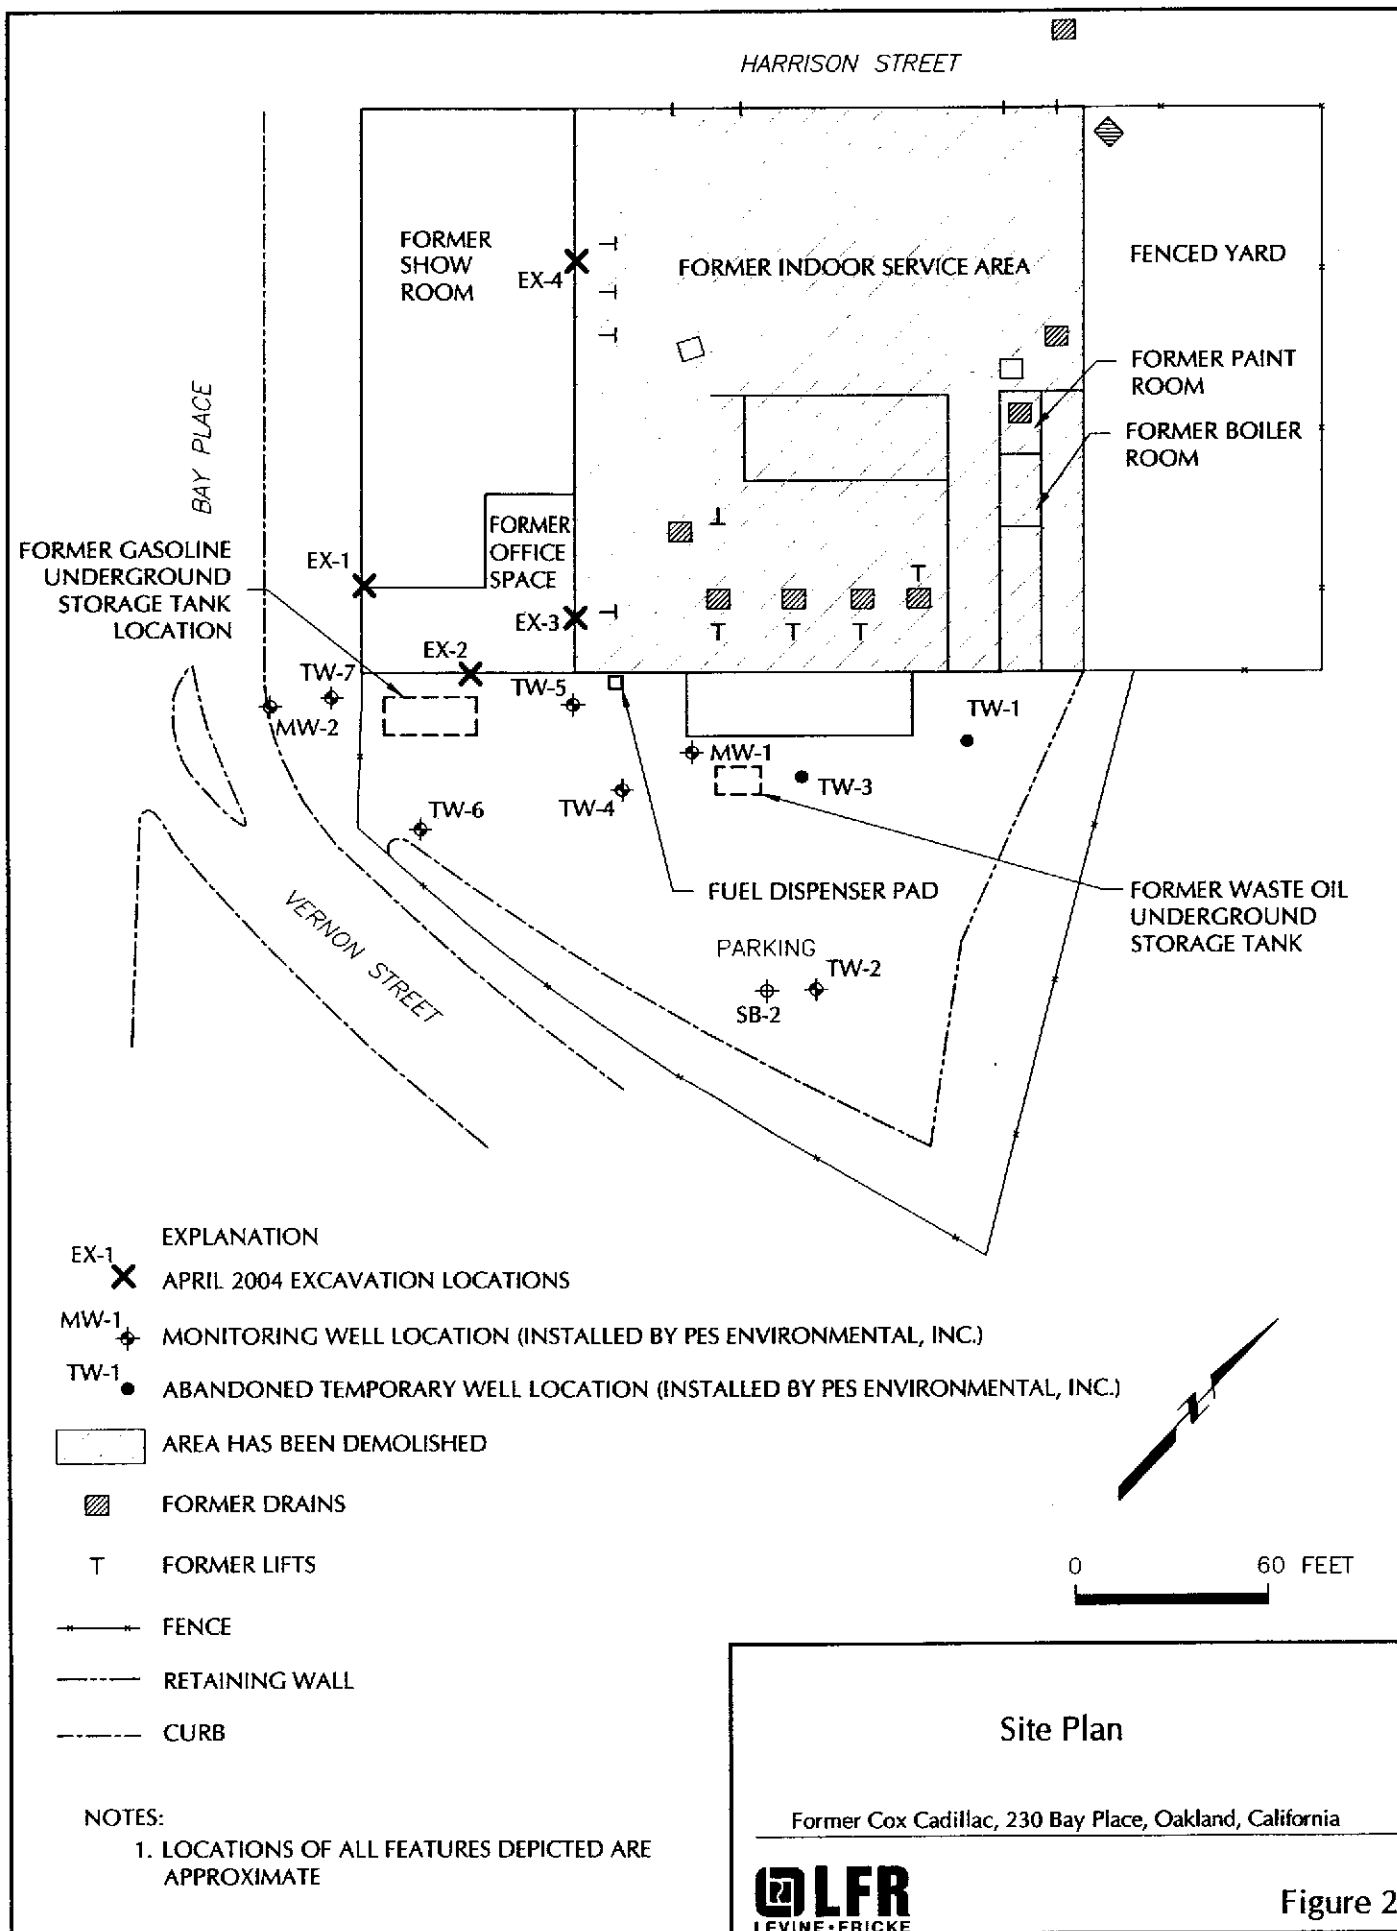 HARRISON STREET
FORMER
SHOW
ROOM
EX-4
FORMER INDOOR SERVICE AREA
FENCED YARD
FORMER PAINT
ROOM
FORMER BOILER
ROOM
BAY PLACE
FORMER
OFFICE
SPACE
FORMER GASOLINE
UNDERGROUND
STORAGE TANK
LOCATION
EX-1
EX-3
EX-2
TW-7
TW-5
MW-2
TW-1
MW-1
TW-3
TW-4
TW-6
FUEL DISPENSER PAD
FORMER WASTE OIL
UNDERGROUND
STORAGE TANK
VERNON STREET
PARKING
TW-2
SB-2
EXPLANATION
EX-1
APRIL 2004 EXCAVATION LOCATIONS
MW-1
MONITORING WELL LOCATION (INSTALLED BY PES ENVIRONMENTAL, INC.)
TW-1
ABANDONED TEMPORARY WELL LOCATION (INSTALLED BY PES ENVIRONMENTAL, INC.)
AREA HAS BEEN DEMOLISHED
FORMER DRAINS
FORMER LIFTS
FENCE
RETAINING WALL
CURB
N
0 60 FEET
NOTES:
1. LOCATIONS OF ALL FEATURES DEPICTED ARE
APPROXIMATE
Site Plan
Former Cox Cadillac, 230 Bay Place, Oakland, California
LFR
LEVINE·FRICKE
Figure 2